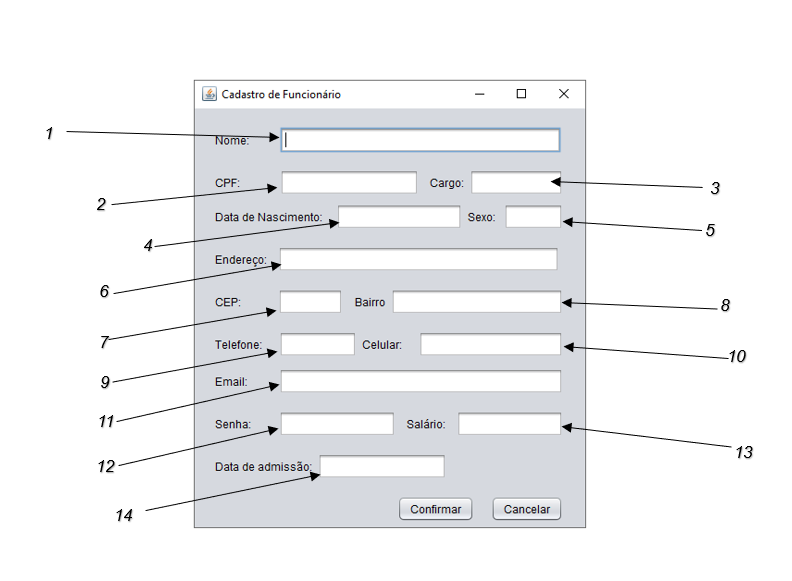 Cadastro de Funcionário
1 Nome:
2 CPF: Cargo: 3
4 Data de Nascimento: Sexo: 5
6 Endereço:
7 CEP: Bairro 8
9 Telefone: Celular: 10
11 Email:
12 Senha: Salário: 13
14 Data de admissão:
Confirmar Cancelar